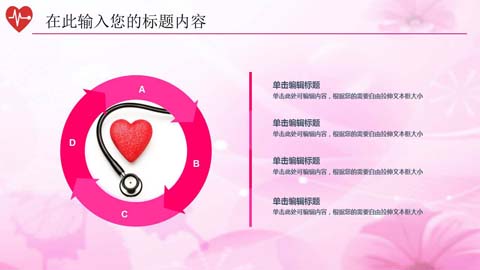 在此输入您的标题内容
A
B
C
D
单击编辑标题
单击此处可编辑内容，根据您的需要自由拉伸文本框大小
单击编辑标题
单击此处可编辑内容，根据您的需要自由拉伸文本框大小
单击编辑标题
单击此处可编辑内容，根据您的需要自由拉伸文本框大小
单击编辑标题
单击此处可编辑内容，根据您的需要自由拉伸文本框大小